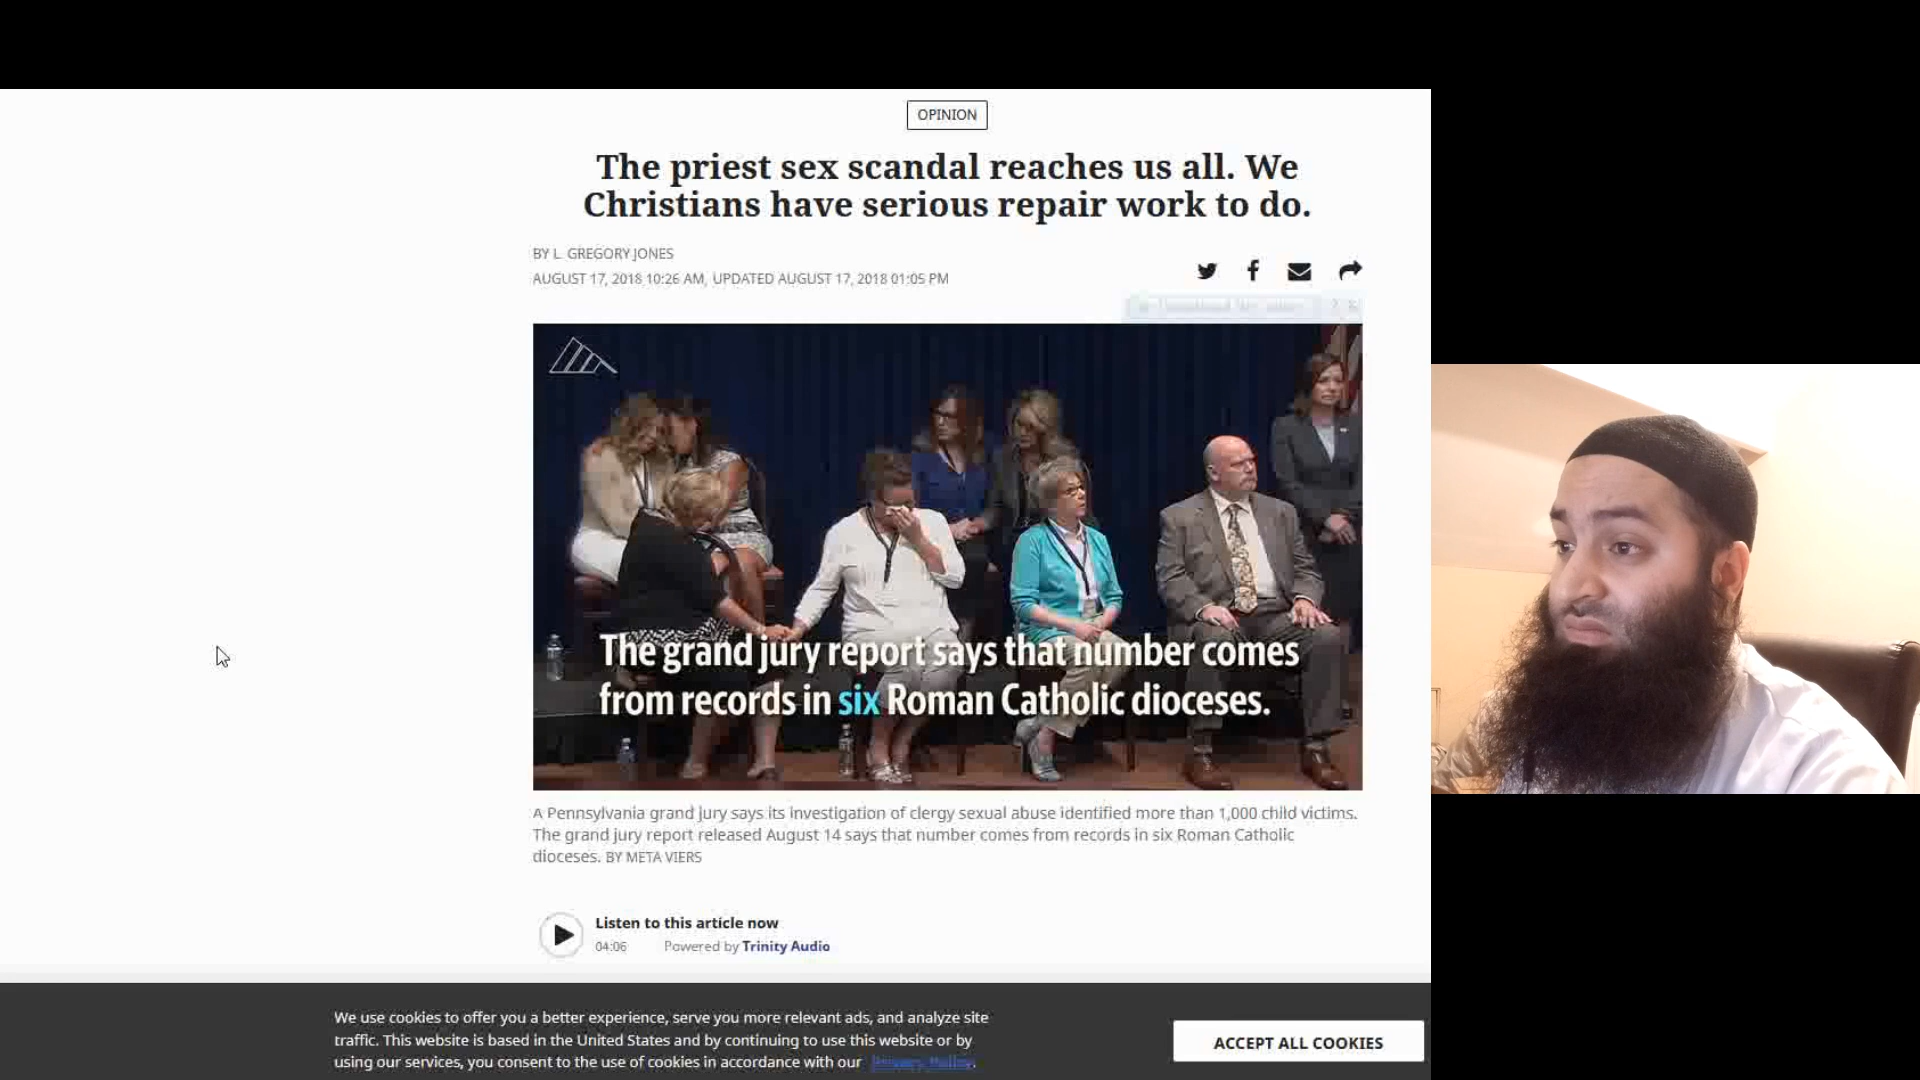 OPINION
The priest sex scandal reaches us all. We
Christians have serious repair work to do.
BY L. GREGORY JONES
AUGUST 17, 2018 10:26 AM, UPDATED AUGUST 17, 2018 01:05 PM
The grand jury report says that number comes
from records in six Roman Catholic dioceses.
A Pennsylvania grand jury says its investigation of clergy sexual abuse identified more than 1,000 child victims.
The grand jury report released August 14 says that number comes from records in six Roman Catholic
dioceses. BY META VIERS
Listen to this article now
04:06 Powered by Trinity Audio
We use cookies to offer you a better experience, serve you more relevant ads, and analyze site
traffic. This website is based in the United States and by continuing to use this website or by
using our services, you consent to the use of cookies in accordance with our Privacy Policy.
ACCEPT ALL COOKIES